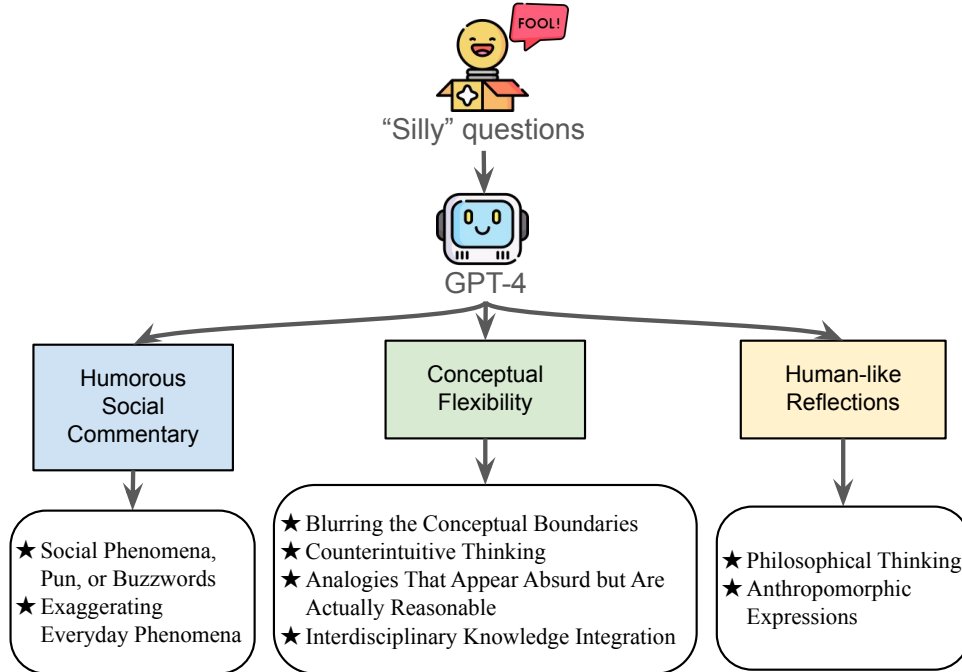 FOOL!
“Silly” questions
GPT-4
Humorous
Social
Commentary
Conceptual
Flexibility
Human-like
Reflections
★ Social Phenomena,
Pun, or Buzzwords
★ Exaggerating
Everyday Phenomena
★ Blurring the Conceptual Boundaries
★ Counterintuitive Thinking
★ Analogies That Appear Absurd but Are
Actually Reasonable
★ Interdisciplinary Knowledge Integration
★ Philosophical Thinking
★ Anthropomorphic
Expressions